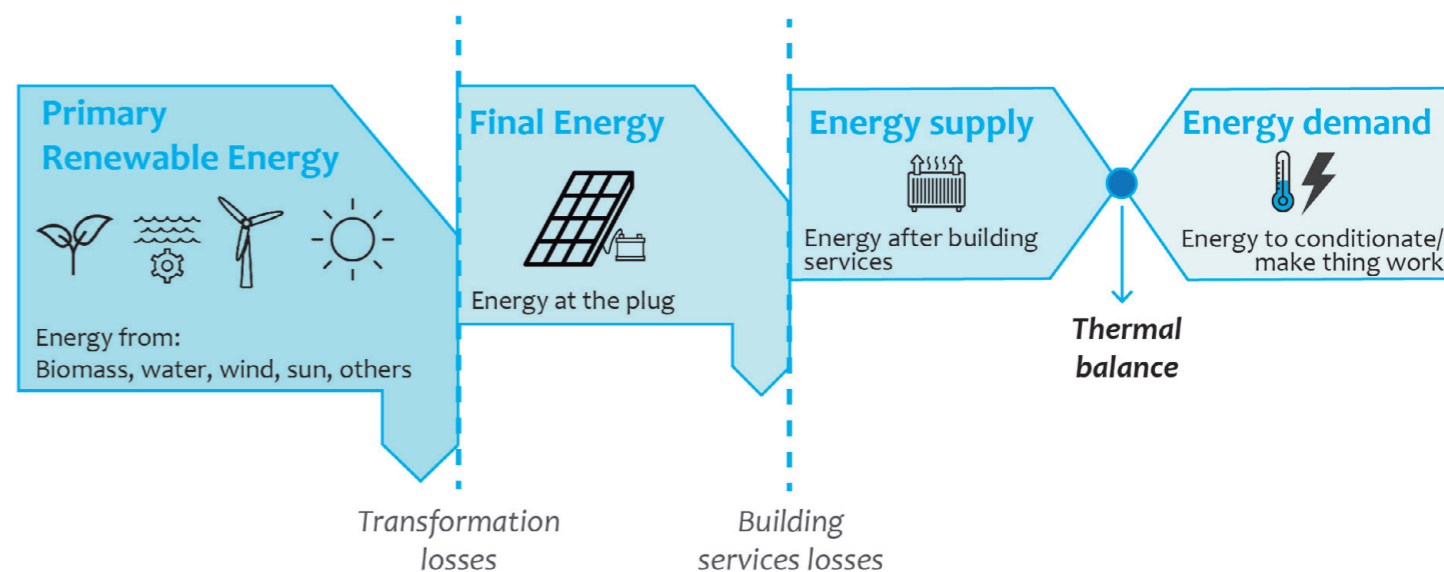 Primary
Renewable Energy
Energy from:
Biomass, water, wind, sun, others
Final Energy
Energy at the plug
Energy supply
Energy after building
services
Energy demand
Energy to conditionate/
make thing work
Thermal
balance
Transformation
losses
Building
services losses